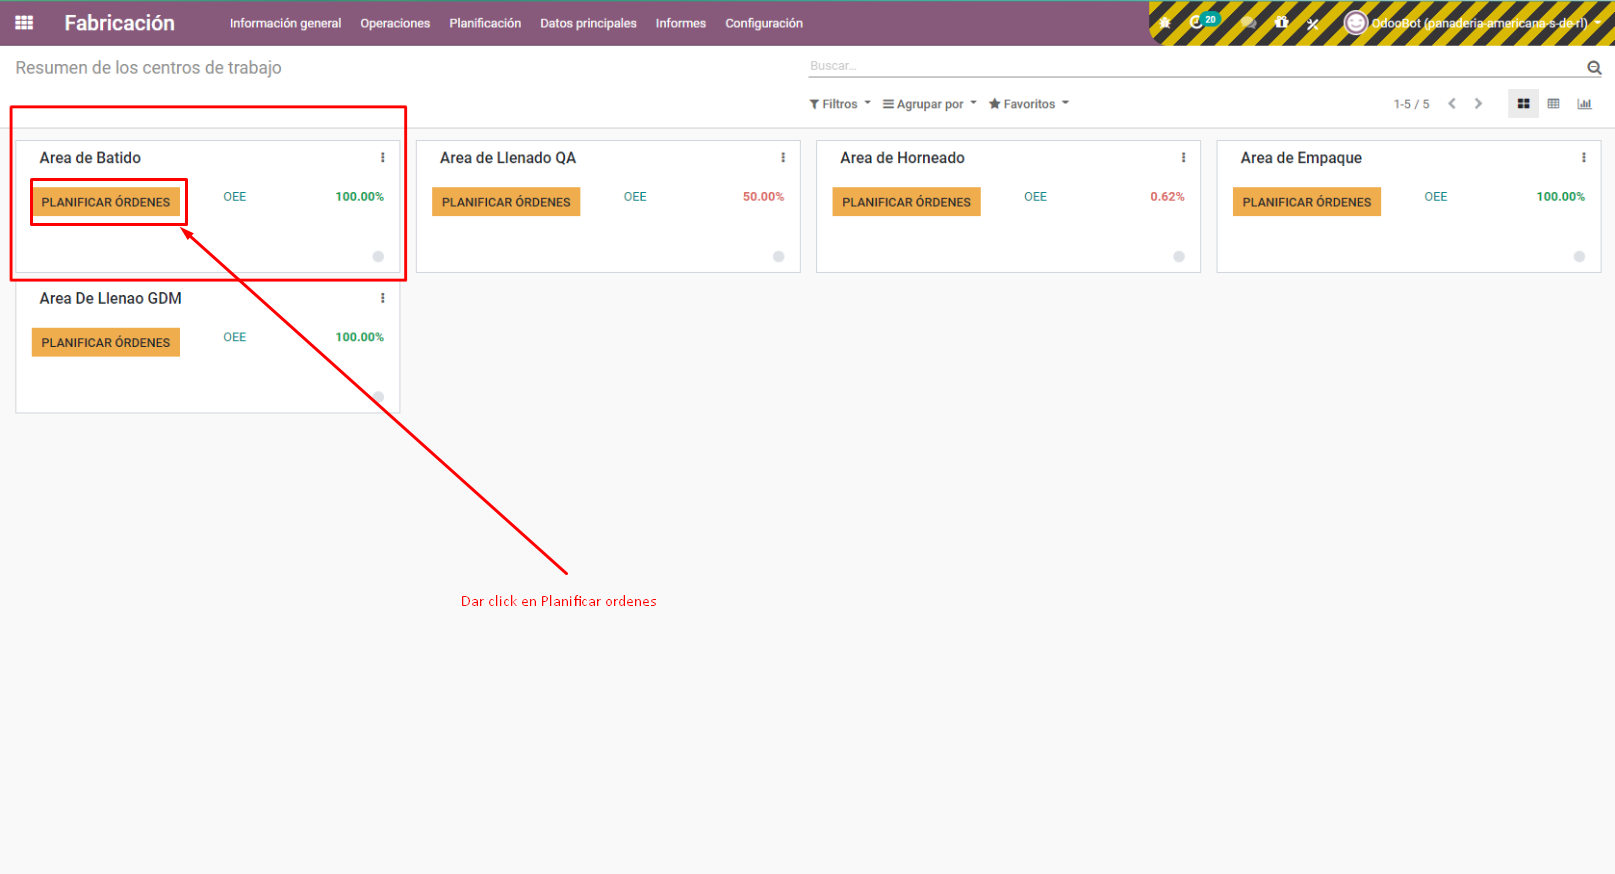 Fabricación
Información general
Operaciones
Planificación
Datos principales
Informes
Configuración
20
OdooBot (panaderia-americana-s-de-rl)
Resumen de los centros de trabajo
Buscar...
Filtros
Agrupar por
Favoritos
1-5 / 5
Area de Batido
PLANIFICAR ÓRDENES
OEE
100.00%
Area de Llenado QA
PLANIFICAR ÓRDENES
OEE
50.00%
Area de Horneado
PLANIFICAR ÓRDENES
OEE
0.62%
Area de Empaque
PLANIFICAR ÓRDENES
OEE
100.00%
Area De Llenao GDM
PLANIFICAR ÓRDENES
OEE
100.00%
Dar click en Planificar ordenes